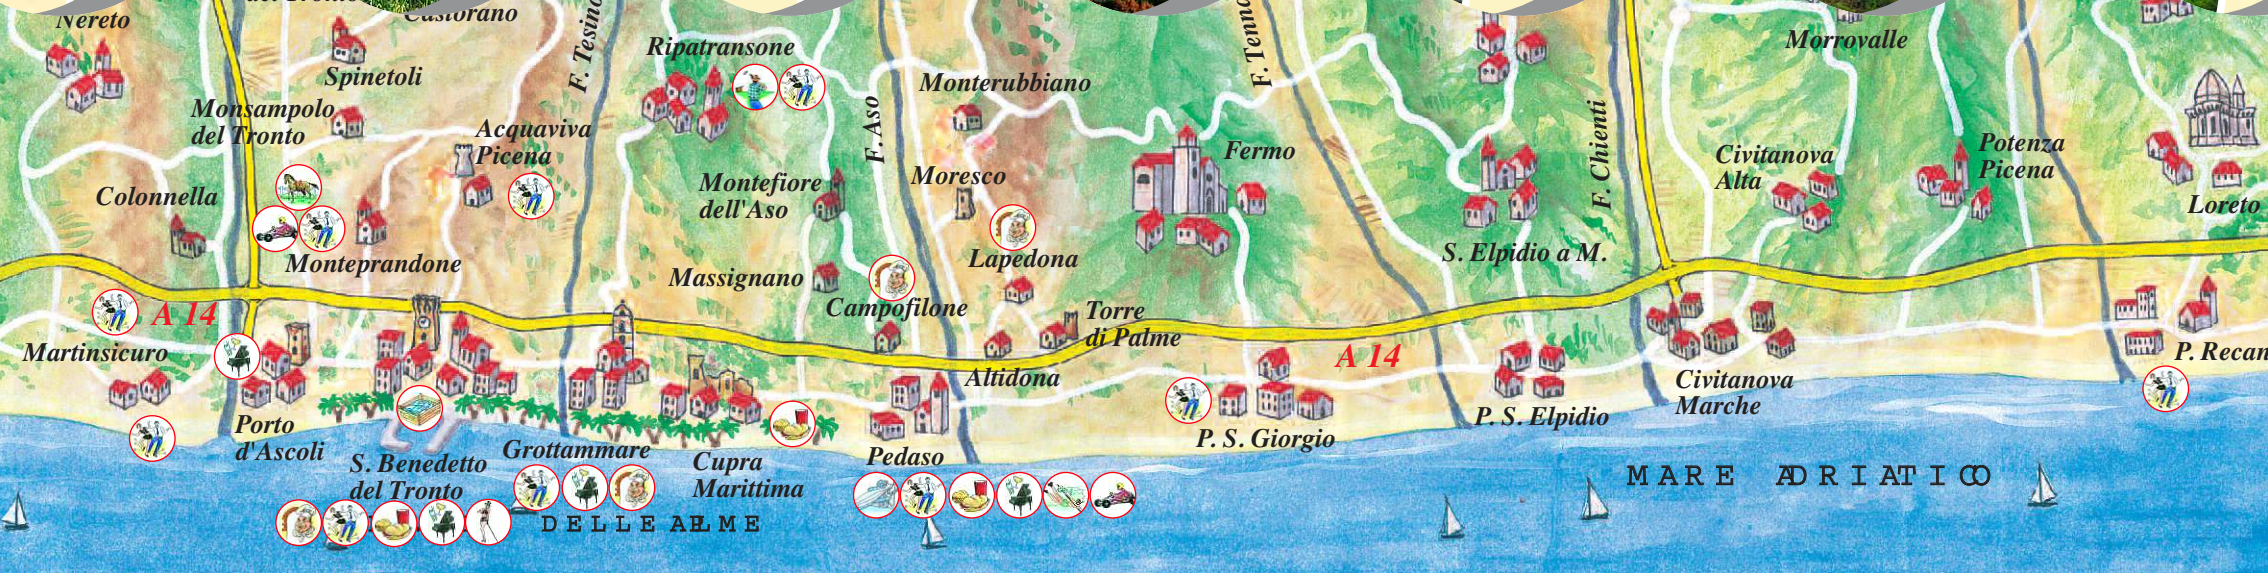 Nereto
Castorano
Spinetoli
Monsampolo
del Tronto
Acquaviva
Picena
F. Tesino
Ripatransone
F. Aso
Monterubbiano
Moresco
Fermo
F. Chienti
Morrovalle
Civitanova
Alta
Potenza
Picena
Loreto
Colonnella
Monteprandone
Montefiore
dell'Aso
Massignano
Campofilone
Lapedona
Torre
di Palme
S. Elpidio a M.
A 14
A 14
Martinsicuro
Altidona
Porto
d'Ascoli
S. Benedetto
del Tronto
Grottammare
Cupra
Marittima
Pedaso
P. S. Giorgio
P. S. Elpidio
Civitanova
Marche
P. Recan
MARE ADRIATICO
DELLE